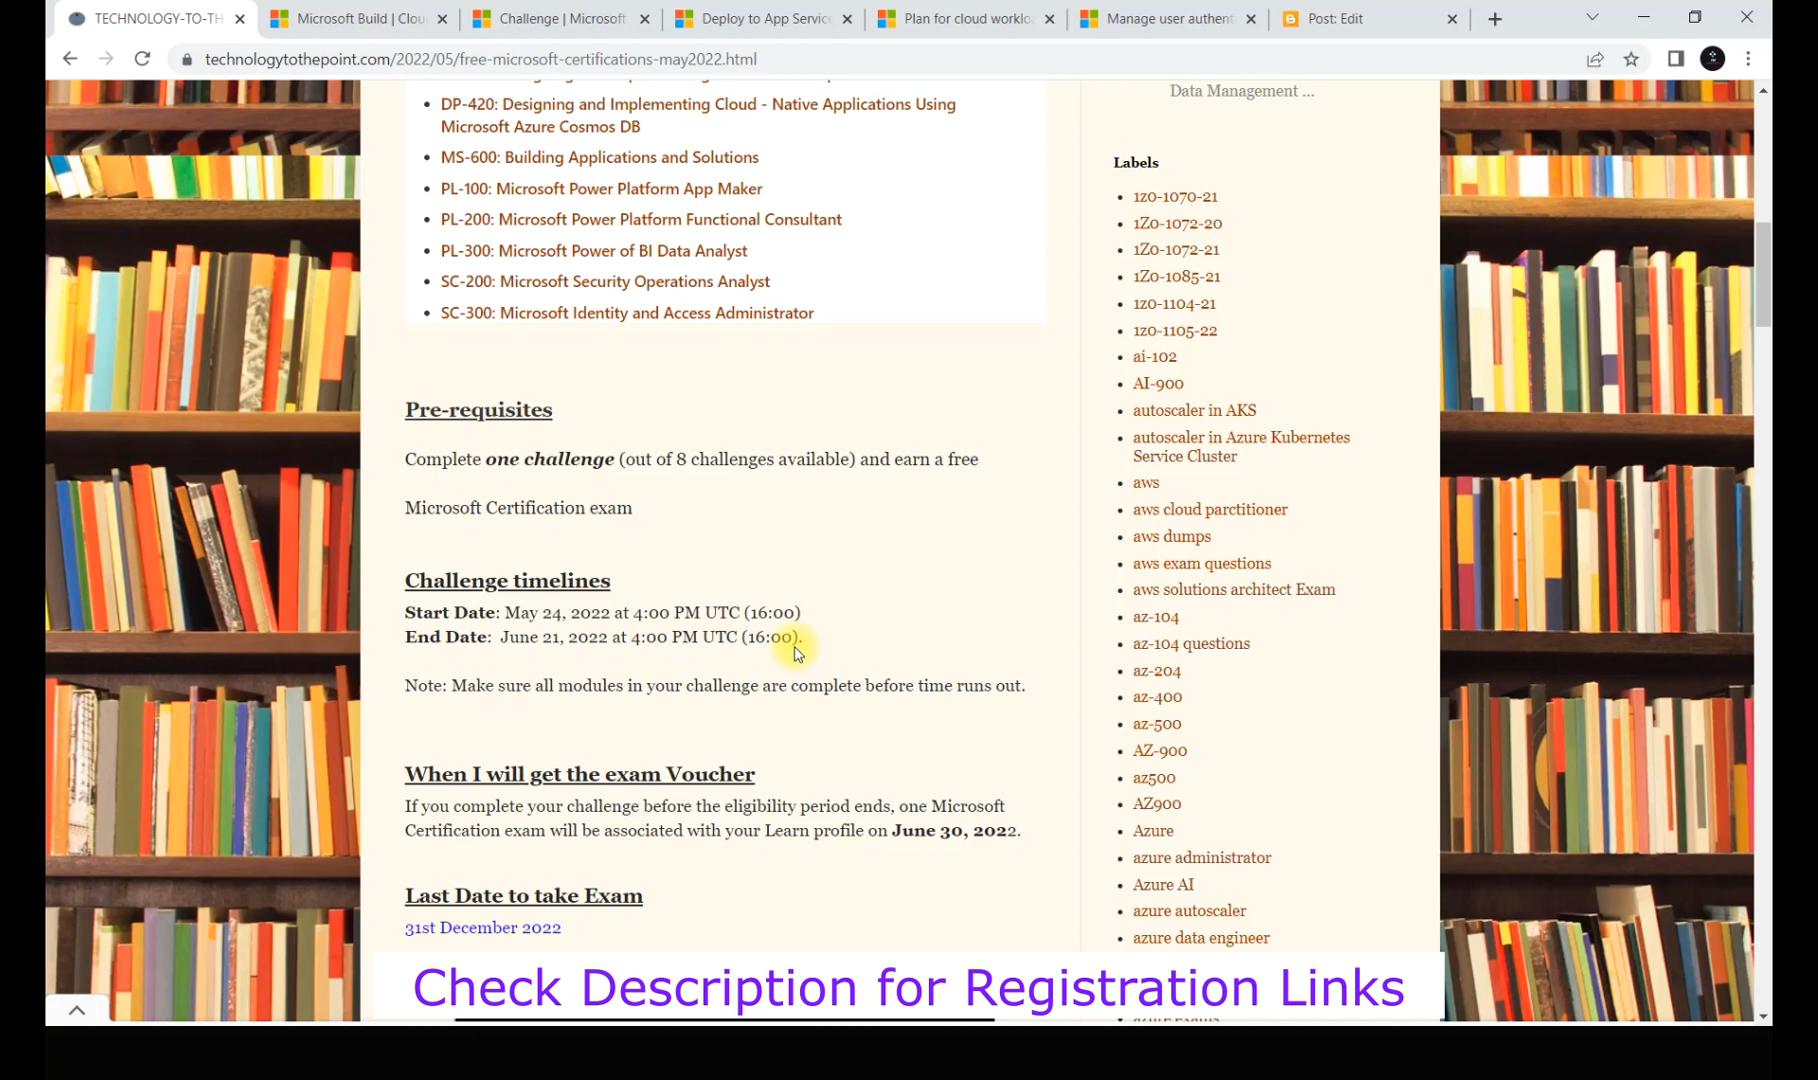 TECHNOLOGY-TO-TH
Microsoft Build | Clou
Challenge | Microsoft
Deploy to App Service
Plan for cloud worklo
Manage user authent
Post: Edit
technologytothepoint.com/2022/05/free-microsoft-certifications-may2022.html
DP-420: Designing and Implementing Cloud - Native Applications Using
Microsoft Azure Cosmos DB
MS-600: Building Applications and Solutions
PL-100: Microsoft Power Platform App Maker
PL-200: Microsoft Power Platform Functional Consultant
PL-300: Microsoft Power of BI Data Analyst
SC-200: Microsoft Security Operations Analyst
SC-300: Microsoft Identity and Access Administrator
Pre-requisites
Complete one challenge (out of 8 challenges available) and earn a free
Microsoft Certification exam
Challenge timelines
Start Date: May 24, 2022 at 4:00 PM UTC (16:00)
End Date: June 21, 2022 at 4:00 PM UTC (16:00).
Note: Make sure all modules in your challenge are complete before time runs out.
When I will get the exam Voucher
If you complete your challenge before the eligibility period ends, one Microsoft
Certification exam will be associated with your Learn profile on June 30, 2022.
Last Date to take Exam
31st December 2022
Data Management ...
Labels
1z0-1070-21
1Z0-1072-20
1Z0-1072-21
1Z0-1085-21
1z0-1104-21
1z0-1105-22
ai-102
AI-900
autoscaler in AKS
autoscaler in Azure Kubernetes
Service Cluster
aws
aws cloud parctitioner
aws dumps
aws exam questions
aws solutions architect Exam
az-104
az-104 questions
az-204
az-400
az-500
AZ-900
az500
AZ900
Azure
azure administrator
Azure AI
azure autoscaler
azure data engineer
Check Description for Registration Links